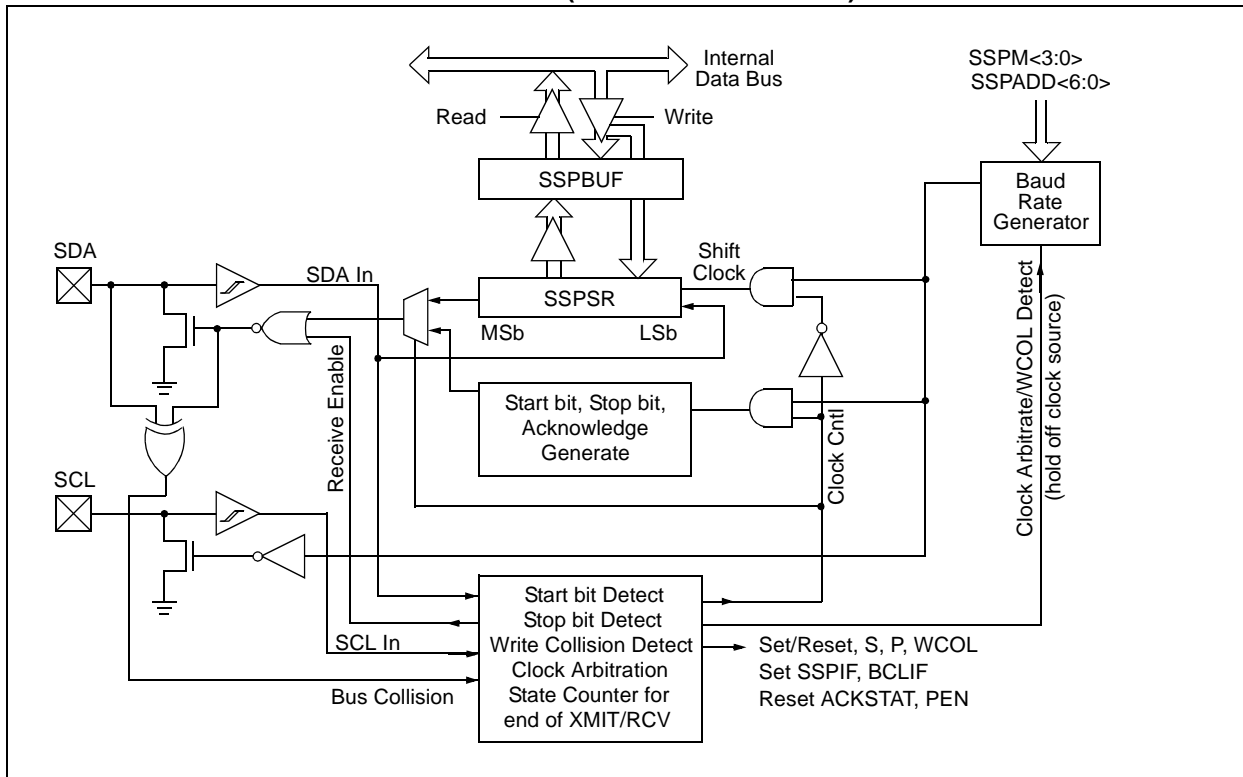 Internal
Data Bus
SSPM<3:0>
SSPADD<6:0>
Read
Write
SSPBUF
Baud
Rate
Generator
SDA
SDA In
Shift
Clock
SSPSR
MSb
LSb
Start bit, Stop bit,
Acknowledge
Generate
Receive Enable
Clock Cntl
Clock Arbitrate/WCOL Detect
(hold off clock source)
SCL
SCL In
Bus Collision
Start bit Detect
Stop bit Detect
Write Collision Detect
Clock Arbitration
State Counter for
end of XMIT/RCV
Set/Reset, S, P, WCOL
Set SSPIF, BCLIF
Reset ACKSTAT, PEN